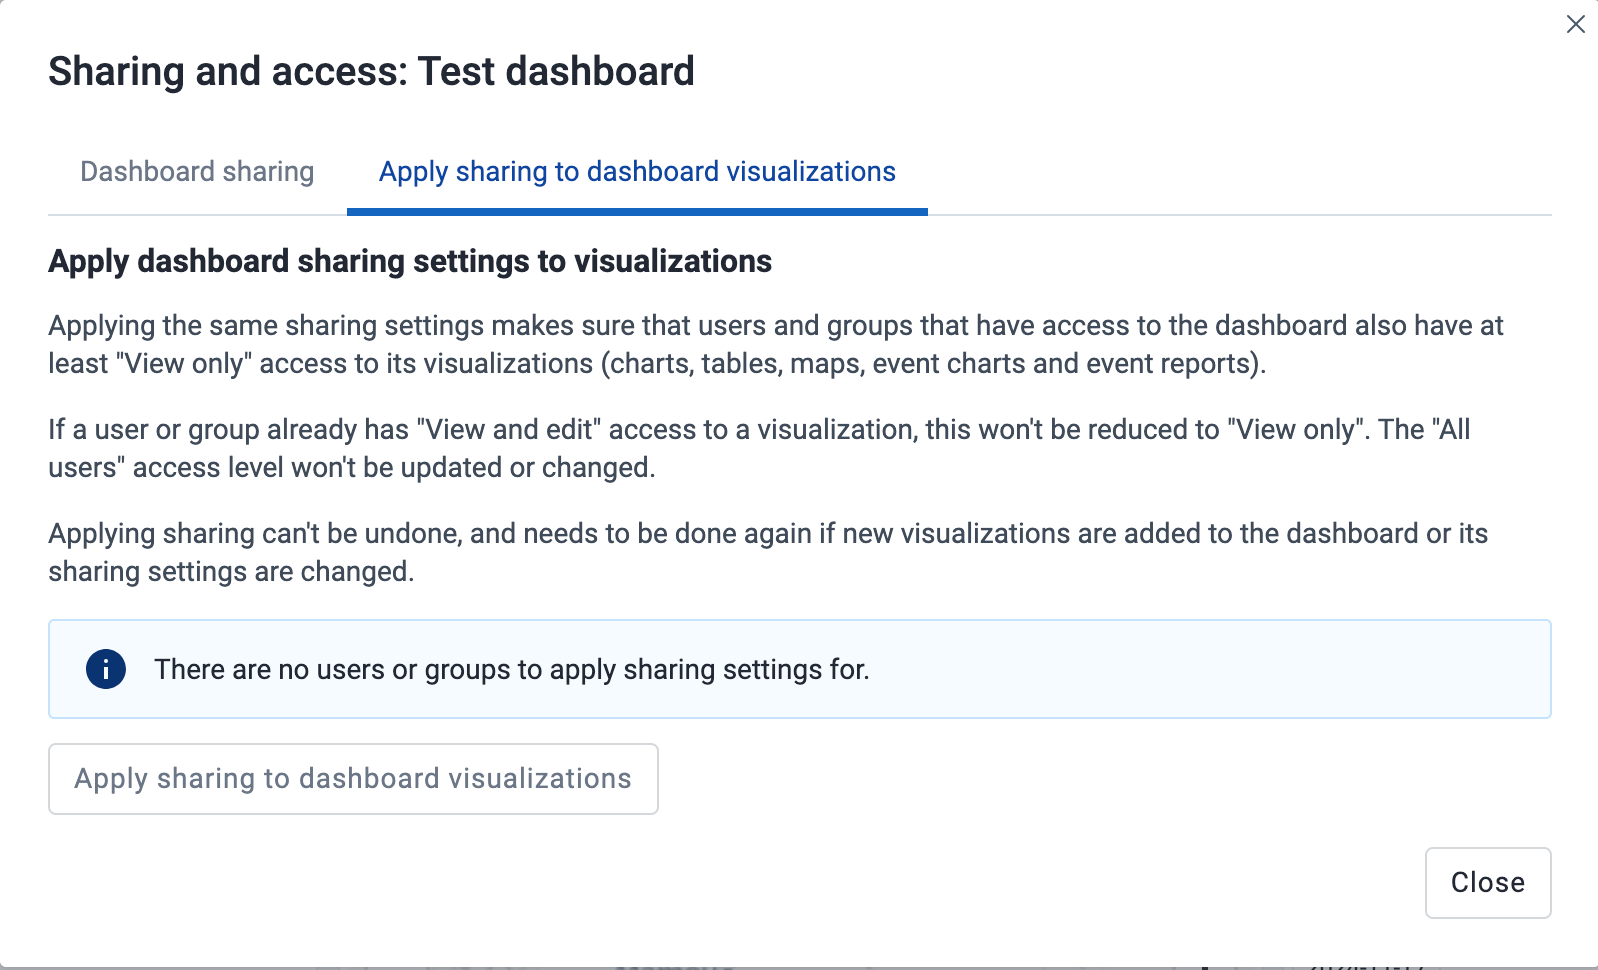 Sharing and access: Test dashboard
Dashboard sharing
Apply sharing to dashboard visualizations
Apply dashboard sharing settings to visualizations
Applying the same sharing settings makes sure that users and groups that have access to the dashboard also have at
least "View only" access to its visualizations (charts, tables, maps, event charts and event reports).
If a user or group already has "View and edit" access to a visualization, this won't be reduced to "View only". The "All
users" access level won't be updated or changed.
Applying sharing can't be undone, and needs to be done again if new visualizations are added to the dashboard or its
sharing settings are changed.
There are no users or groups to apply sharing settings for.
Apply sharing to dashboard visualizations
Close